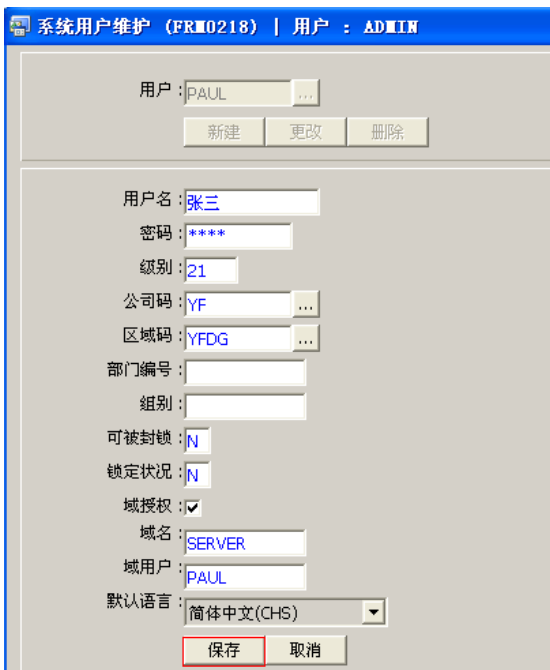 系统用户维护 (FRM0218) | 用户 : ADMIN
用户 : PAUL ...
新建 更改 删除
用户名 : 张三
密码 : ****
级别 : 21
公司码 : YF ...
区域码 : YFDG ...
部门编号 :
组别 :
可被封锁 : N
锁定状况 : N
域授权 :
域名 : SERVER
域用户 : PAUL
默认语言 : 简体中文(CHS)
保存 取消